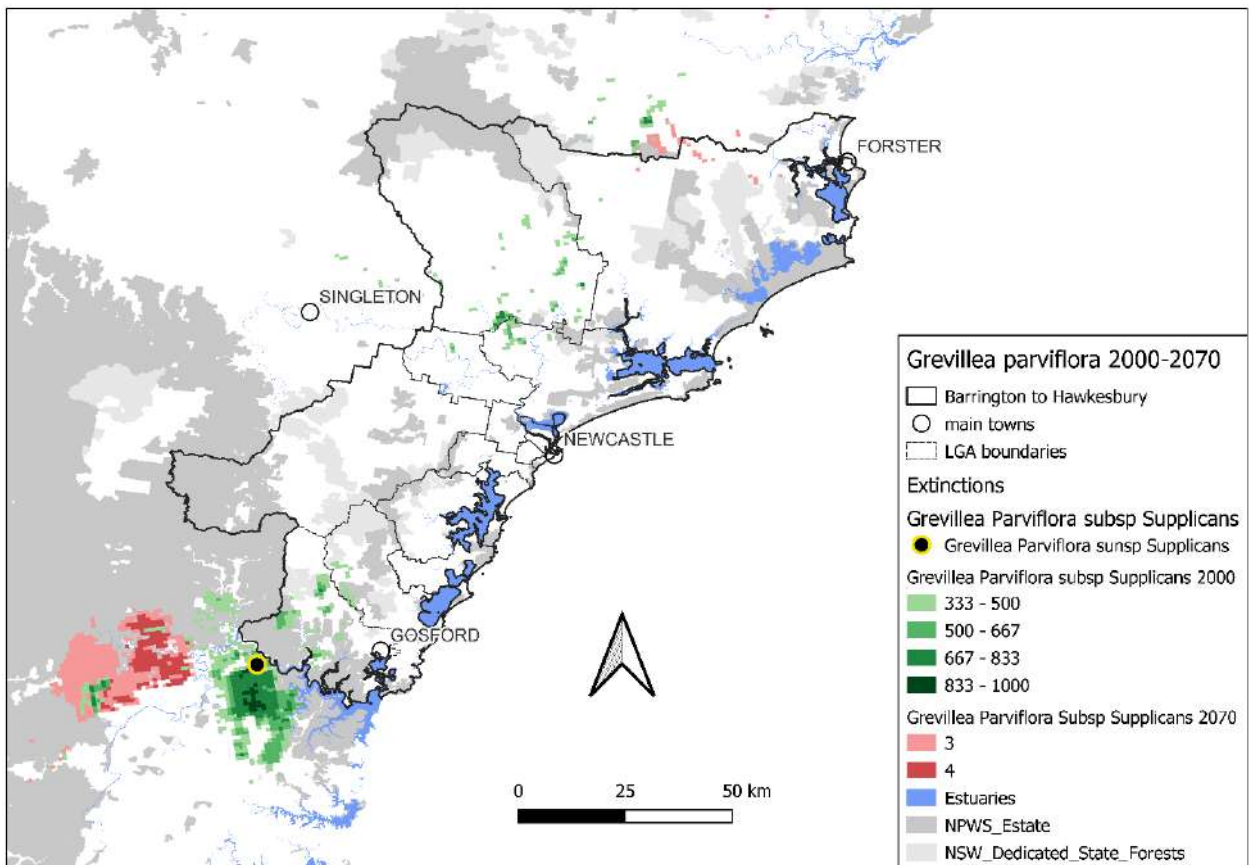 FORSTER
SINGLETON
NEWCASTLE
GOSFORD
0 25 50 km
Grevillea parviflora 2000-2070
Barrington to Hawkesbury
main towns
LGA boundaries
Extinctions
Grevillea Parviflora subsp Supplicans
Grevillea Parviflora sunsp Supplicans
Grevillea Parviflora subsp Supplicans 2000
333 - 500
500 - 667
667 - 833
833 - 1000
Grevillea Parviflora Subsp Supplicans 2070
3
4
Estuaries
NPWS_Estate
NSW_Dedicated_State_Forests